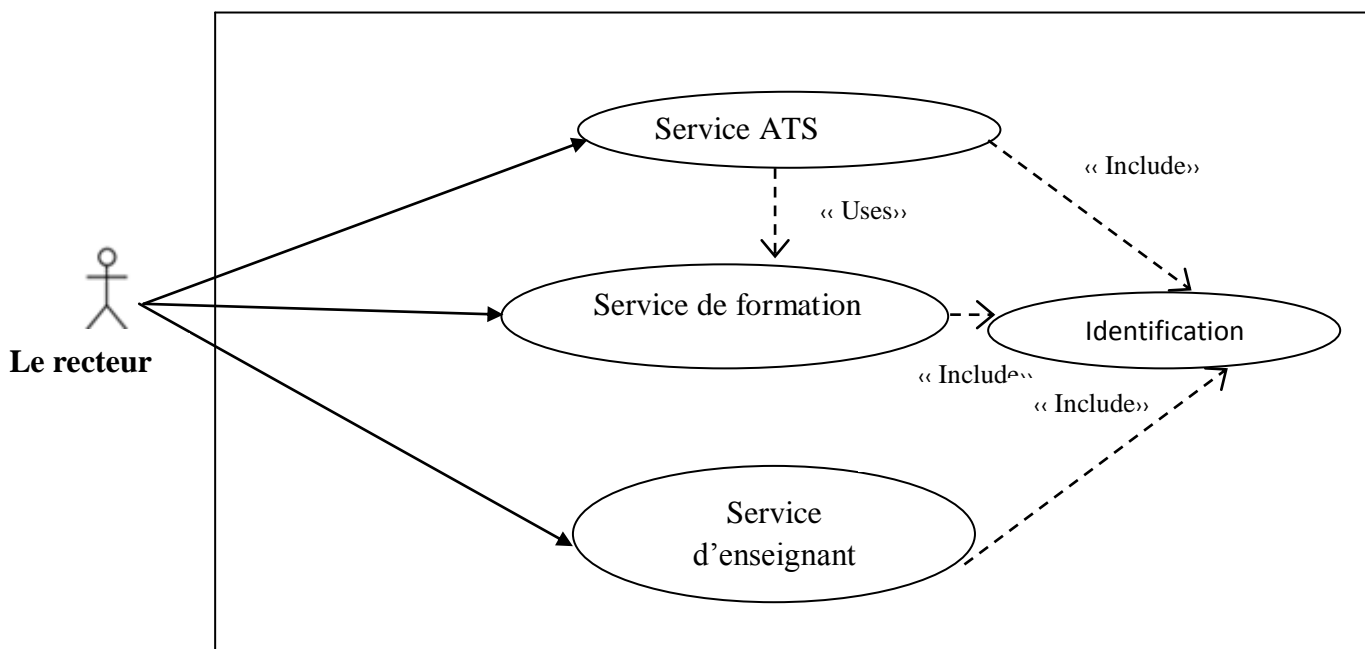 Service ATS
‹‹ Include››
‹‹ Uses››
Service de formation
Identification
Le recteur
‹‹ Include››
‹‹ Include››
Service
d’enseignant